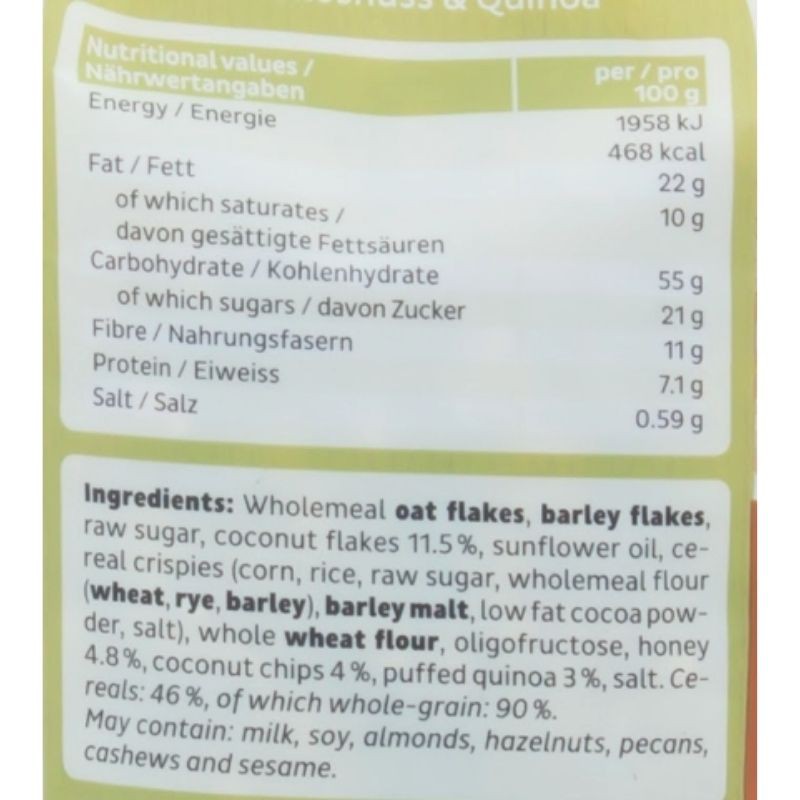 & Quinoa
Nutritional values /
Nährwertangaben
per / pro
100 g
Energy / Energie
1958 kJ
468 kcal
Fat / Fett
22 g
of which saturates /
10 g
davon gesättigte Fettsäuren
Carbohydrate / Kohlenhydrate
55 g
of which sugars / davon Zucker
21 g
Fibre / Nahrungsfasern
11 g
Protein / Eiweiss
7.1 g
Salt / Salz
0.59 g
Ingredients: Wholemeal oat flakes, barley flakes,
raw sugar, coconut flakes 11.5%, sunflower oil, ce-
real crispies (corn, rice, raw sugar, wholemeal flour
(wheat, rye, barley), barley malt, low fat cocoa pow-
der, salt), whole wheat flour, oligofructose, honey
4.8%, coconut chips 4%, puffed quinoa 3%, salt. Ce-
reals: 46%, of which whole-grain: 90%.
May contain: milk, soy, almonds, hazelnuts, pecans,
cashews and sesame.